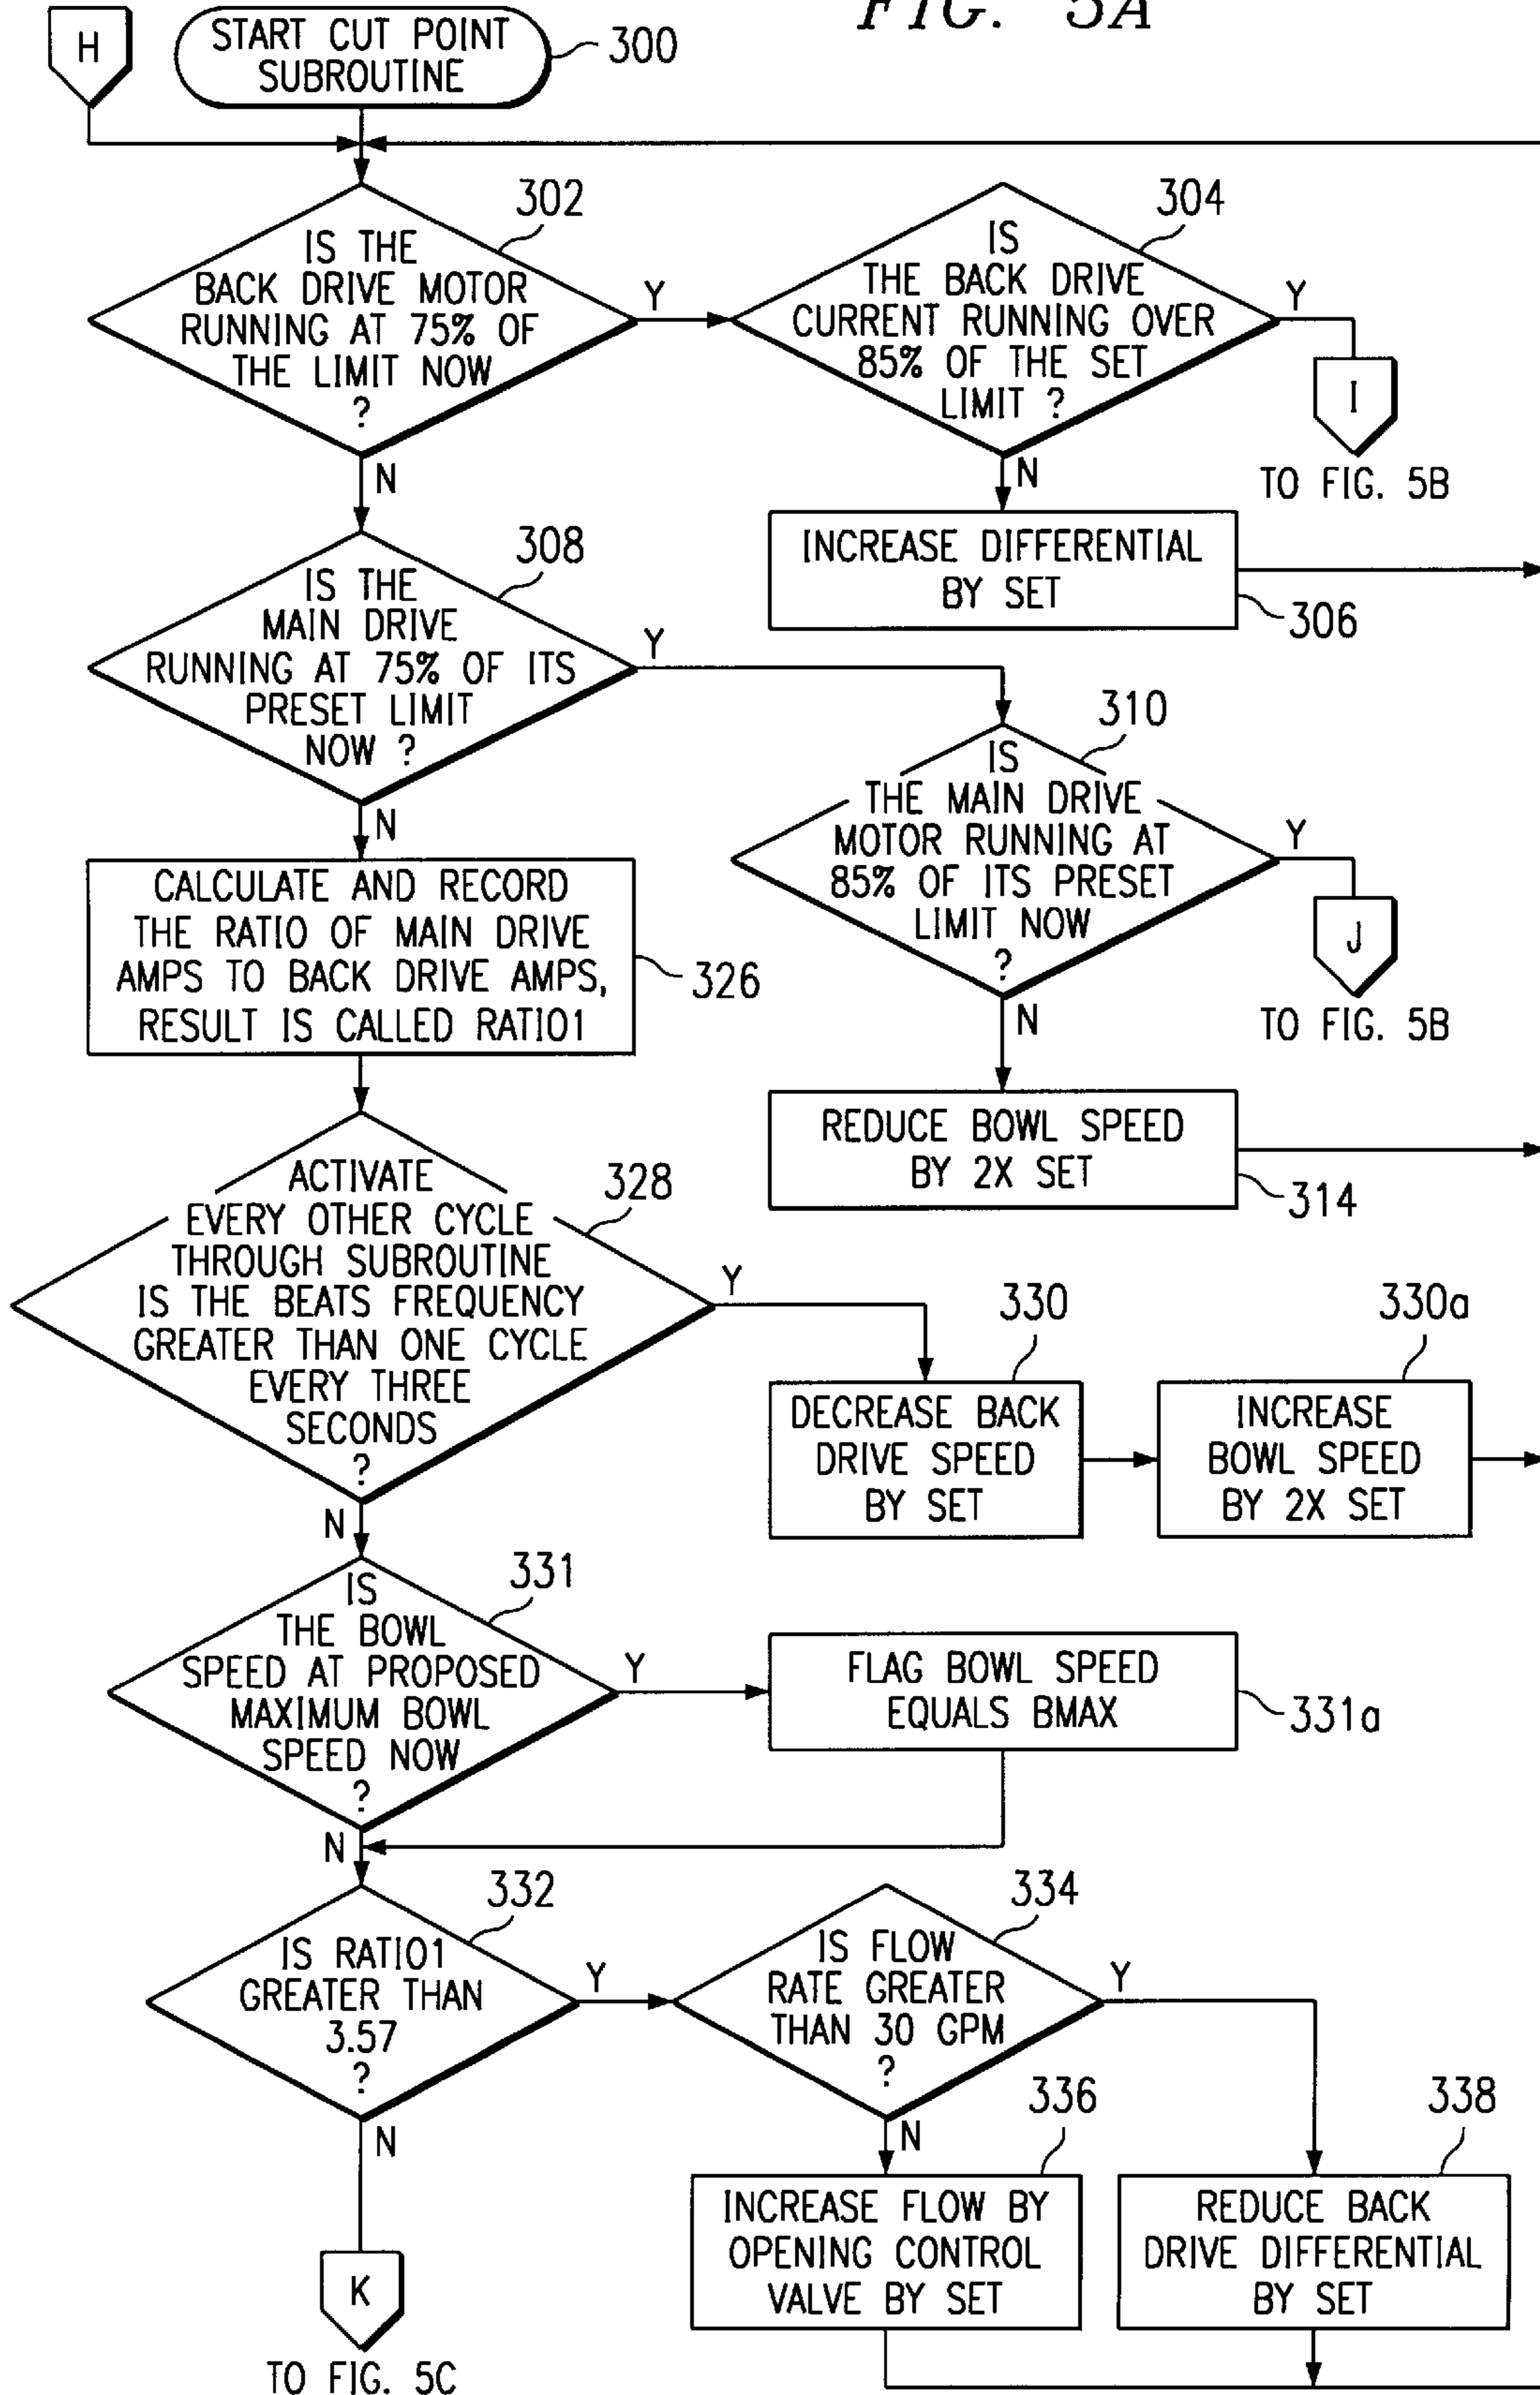 FIG. 5A
H
START CUT POINT
SUBROUTINE
300
302
IS THE
BACK DRIVE MOTOR
RUNNING AT 75% OF
THE LIMIT NOW
?
Y
N
304
IS
THE BACK DRIVE
CURRENT RUNNING OVER
85% OF THE SET
LIMIT ?
Y
I
TO FIG. 5B
N
INCREASE DIFFERENTIAL
BY SET
306
308
IS THE
MAIN DRIVE
RUNNING AT 75% OF ITS
PRESET LIMIT
NOW ?
Y
N
310
IS
THE MAIN DRIVE
MOTOR RUNNING AT
85% OF ITS PRESET
LIMIT NOW
?
Y
J
TO FIG. 5B
N
REDUCE BOWL SPEED
BY 2X SET
314
CALCULATE AND RECORD
THE RATIO OF MAIN DRIVE
AMPS TO BACK DRIVE AMPS,
RESULT IS CALLED RATIO1
326
328
ACTIVATE
EVERY OTHER CYCLE
THROUGH SUBROUTINE
IS THE BEATS FREQUENCY
GREATER THAN ONE CYCLE
EVERY THREE
SECONDS
?
Y
N
330
DECREASE BACK
DRIVE SPEED
BY SET
330a
INCREASE
BOWL SPEED
BY 2X SET
331
IS
THE BOWL
SPEED AT PROPOSED
MAXIMUM BOWL
SPEED NOW
?
Y
N
FLAG BOWL SPEED
EQUALS BMAX
331a
332
IS RATIO1
GREATER THAN
3.57
?
Y
N
334
IS FLOW
RATE GREATER
THAN 30 GPM
?
Y
N
336
INCREASE FLOW BY
OPENING CONTROL
VALVE BY SET
338
REDUCE BACK
DRIVE DIFFERENTIAL
BY SET
K
TO FIG. 5C